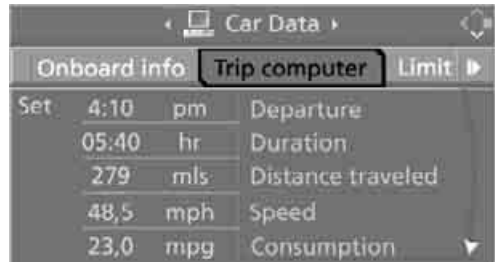 Car Data
Onboard info Trip computer Limit
Set 4:10 pm Departure
05:40 hr Duration
279 mls Distance traveled
48,5 mph Speed
23,0 mpg Consumption